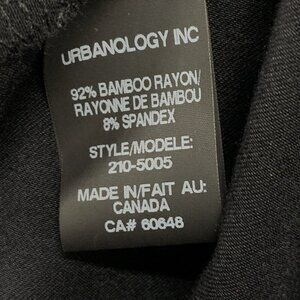 URBANOLOGY INC
92% BAMBOO RAYON/
RAYONNE DE BAMBOU
8% SPANDEX
STYLE/MODELE:
210-5005
MADE IN/FAIT AU:
CANADA
CA# 60648